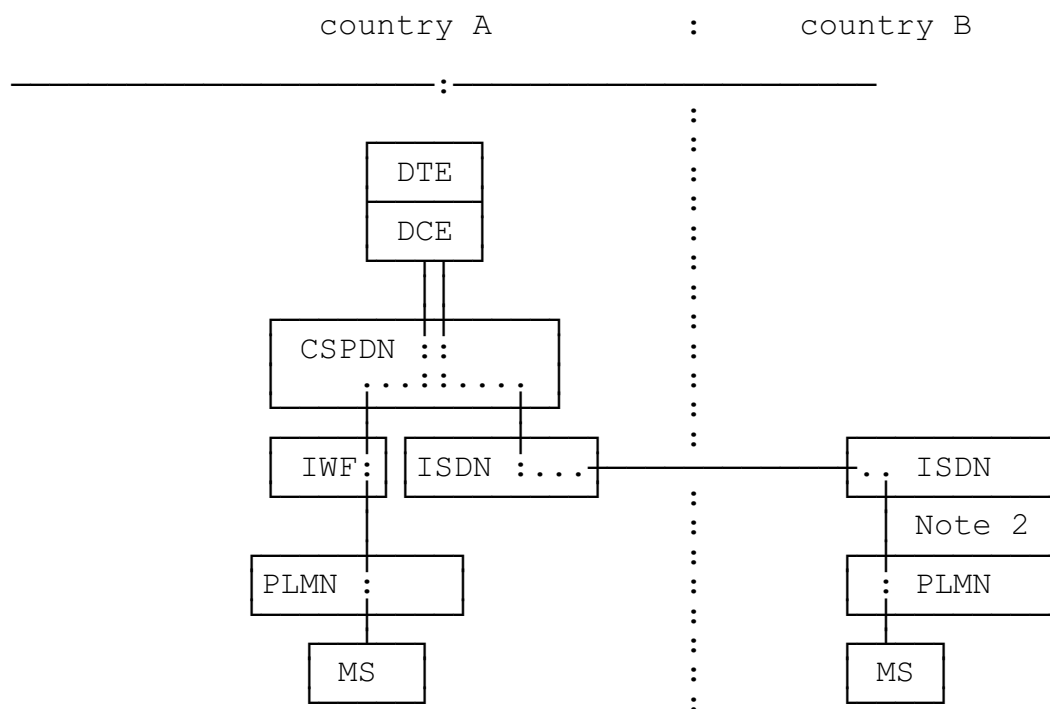 country A : country B
DTE
DCE
CSPDN
IWF ISDN ISDN
Note 2
PLMN PLMN
MS MS